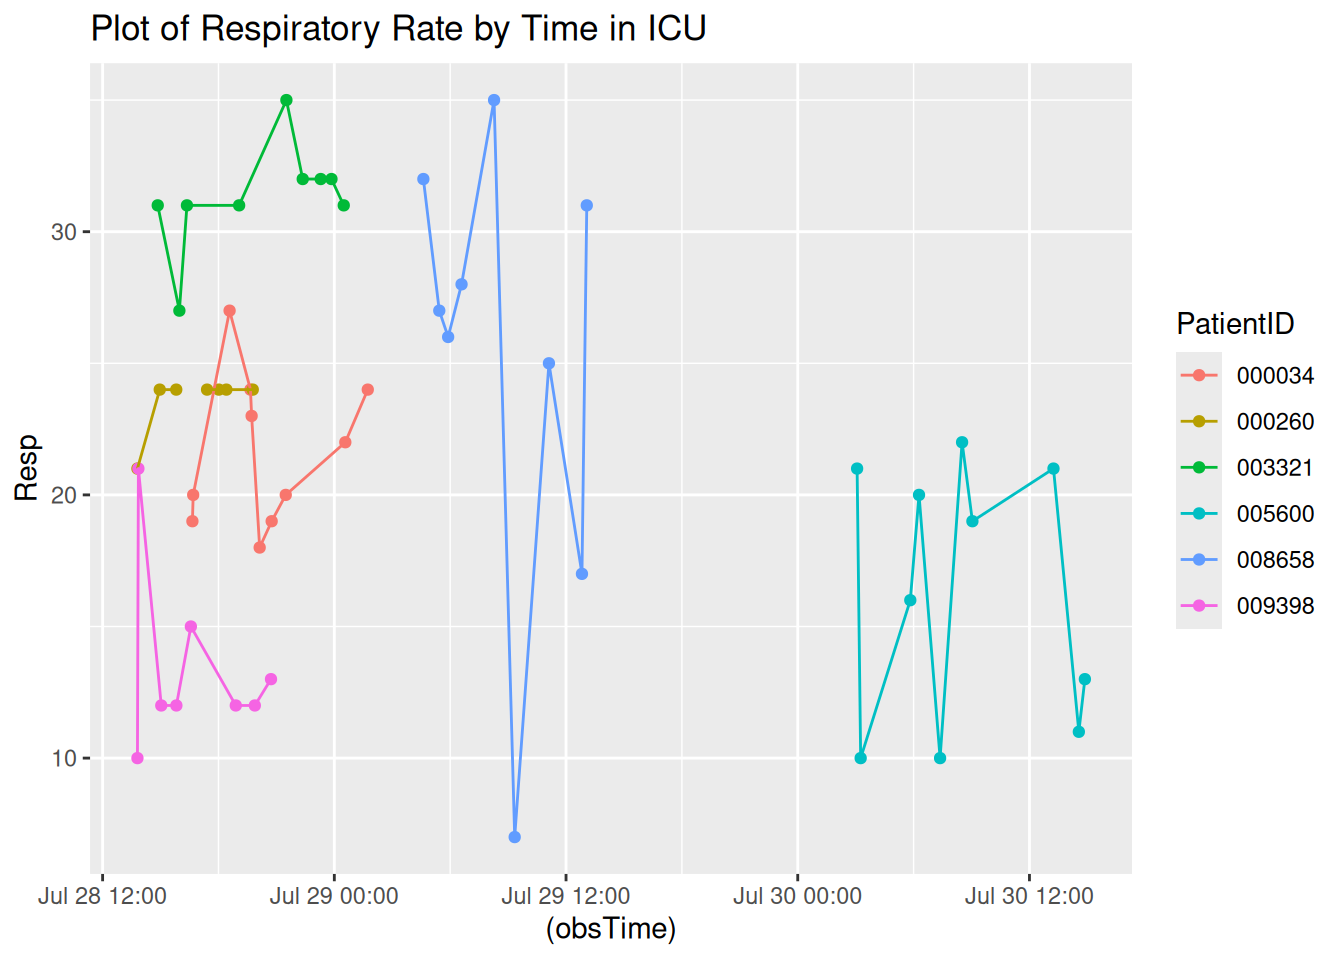 Plot of Respiratory Rate by Time in ICU
Resp
30
20
10
Jul 28 12:00
Jul 29 00:00
Jul 29 12:00
Jul 30 00:00
Jul 30 12:00
(obsTime)
PatientID
000034
000260
003321
005600
008658
009398